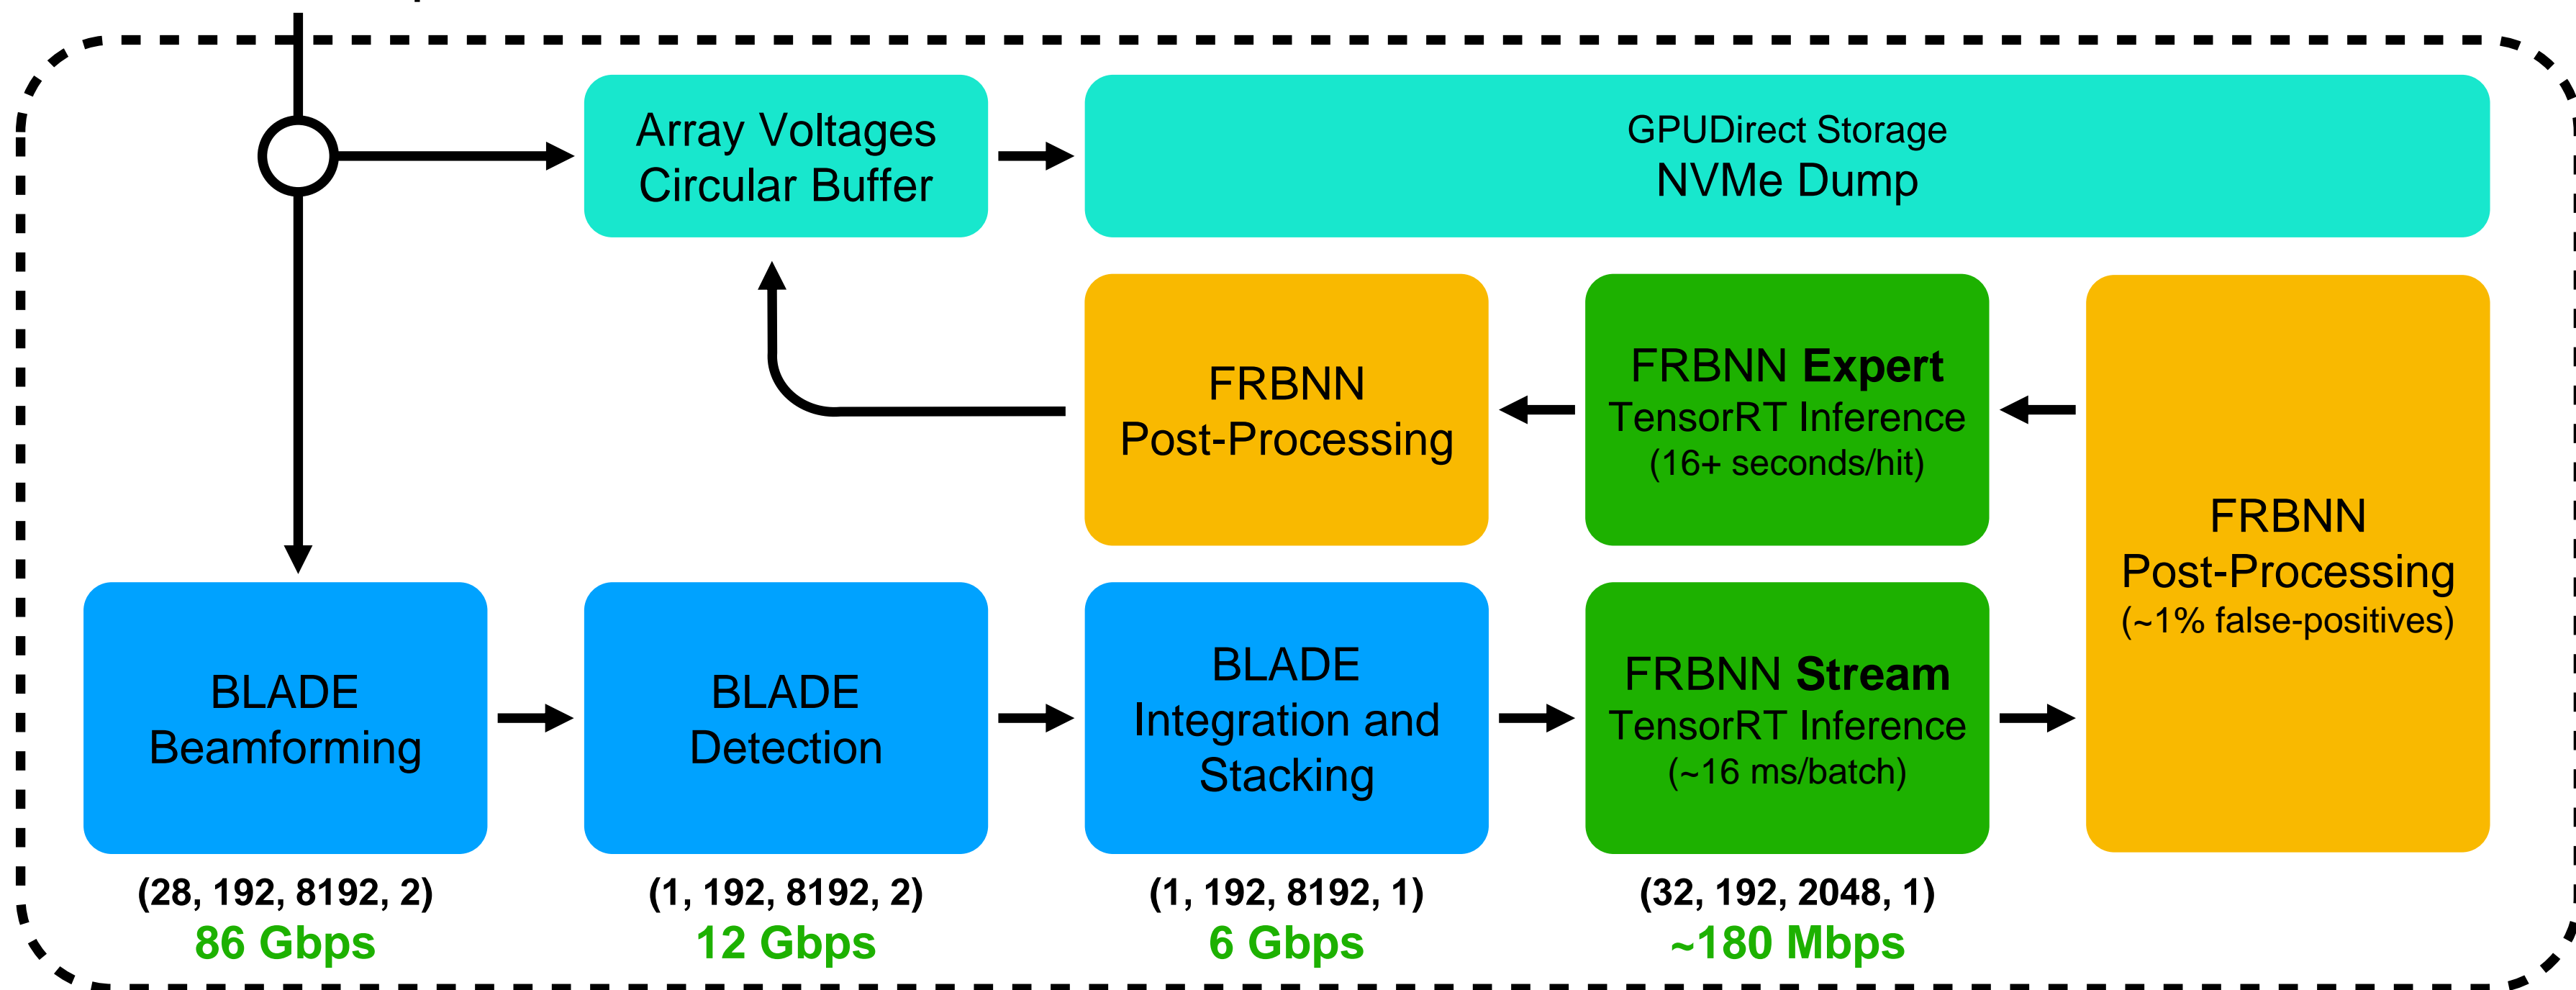 Array Voltages
Circular Buffer
GPUDirect Storage
NVMe Dump
FRBNN
Post-Processing
FRBNN Expert
TensorRT Inference
(16+ seconds/hit)
FRBNN
Post-Processing
(~1% false-positives)
BLADE
Beamforming
BLADE
Detection
BLADE
Integration and
Stacking
FRBNN Stream
TensorRT Inference
(~16 ms/batch)
(28, 192, 8192, 2)
86 Gbps
(1, 192, 8192, 2)
12 Gbps
(1, 192, 8192, 1)
6 Gbps
(32, 192, 2048, 1)
~180 Mbps